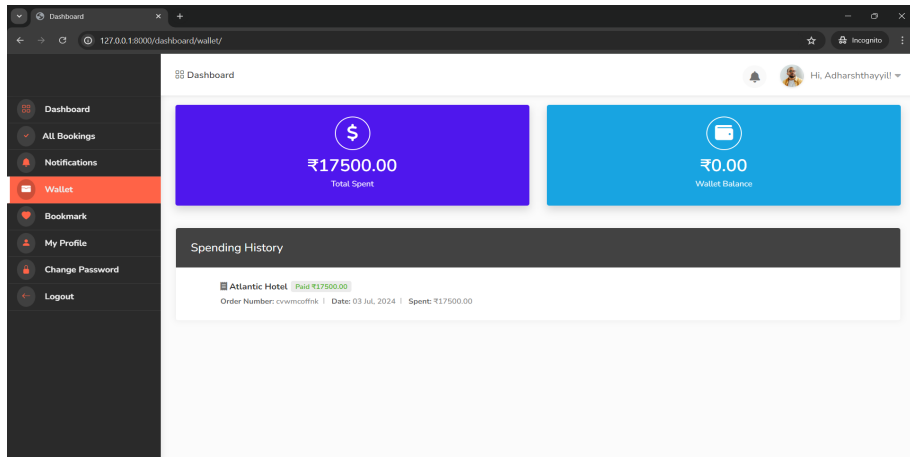 Dashboard
127.0.0.1:8000/dashboard/wallet/
Incognito
Dashboard
Hi, Adharshthayyil!
Dashboard
All Bookings
Notifications
Wallet
Bookmark
My Profile
Change Password
Logout
$
₹17500.00
Total Spent
₹0.00
Wallet Balance
Spending History
Atlantic Hotel Paid ₹17500.00
Order Number: cvwmcoffnk | Date: 03 Jul, 2024 | Spent: ₹17500.00